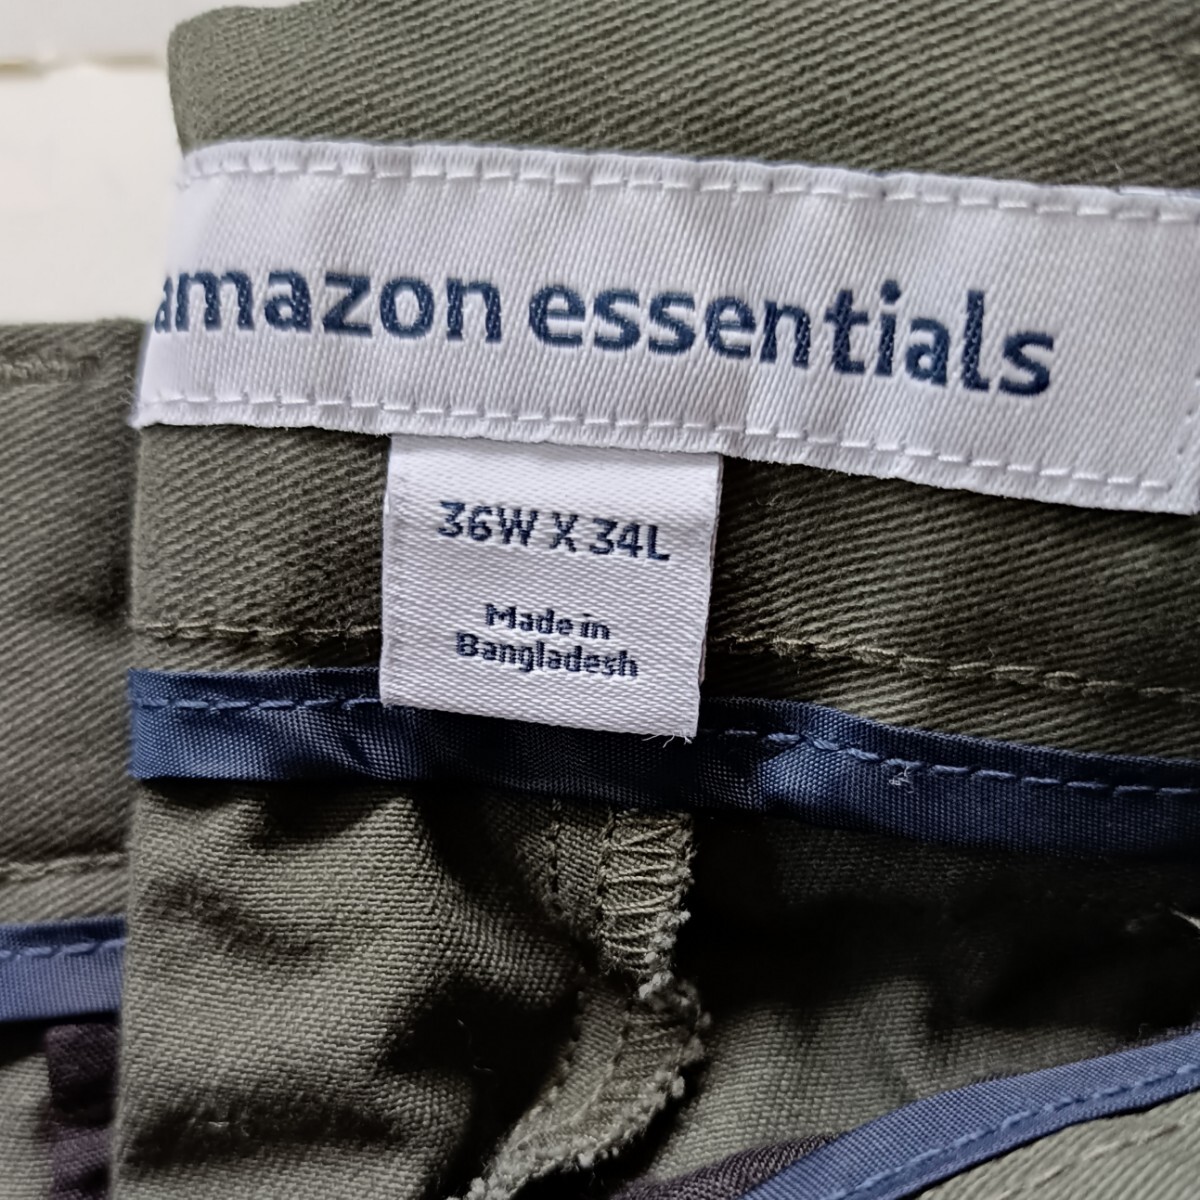 amazon essentials
36W X 34L
Made in
Bangladesh